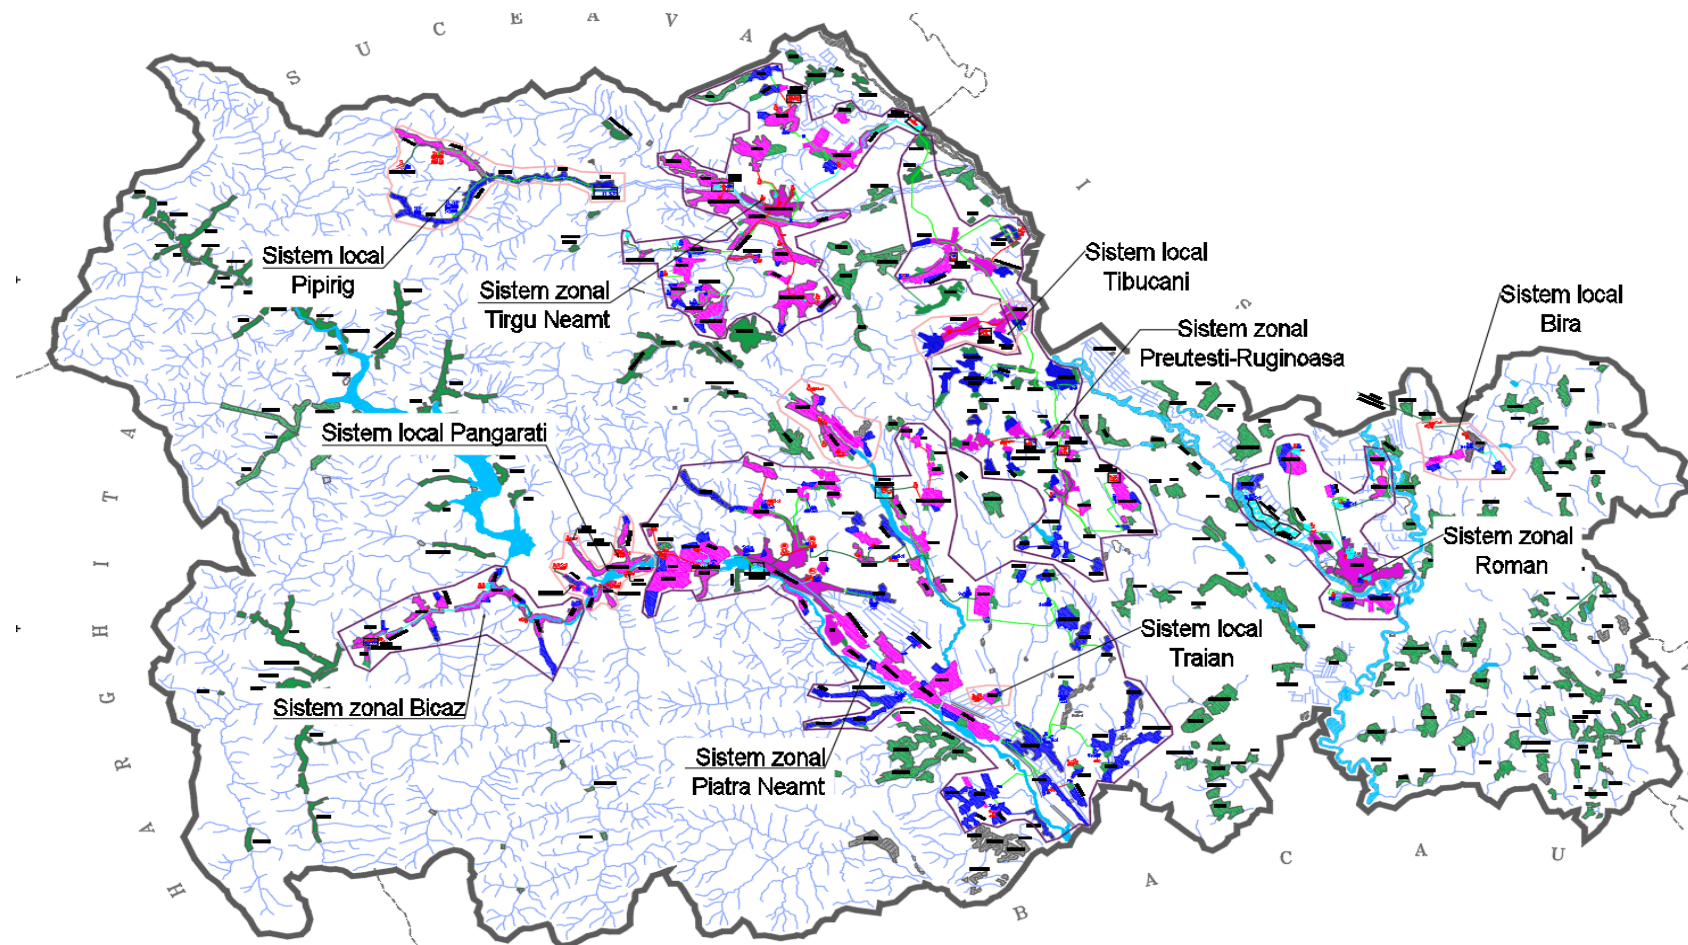 S U C E A V A
I
S
A
H A R G H I T A
B A C A U
Sistem local
Pipirig
Sistem zonal
Tirgu Neamt
Sistem local
Tibucani
Sistem zonal
Preutesti-Ruginoasa
Sistem local
Bira
Sistem local Pangarati
Sistem zonal
Roman
Sistem local
Traian
Sistem zonal Bicaz
Sistem zonal
Piatra Neamt